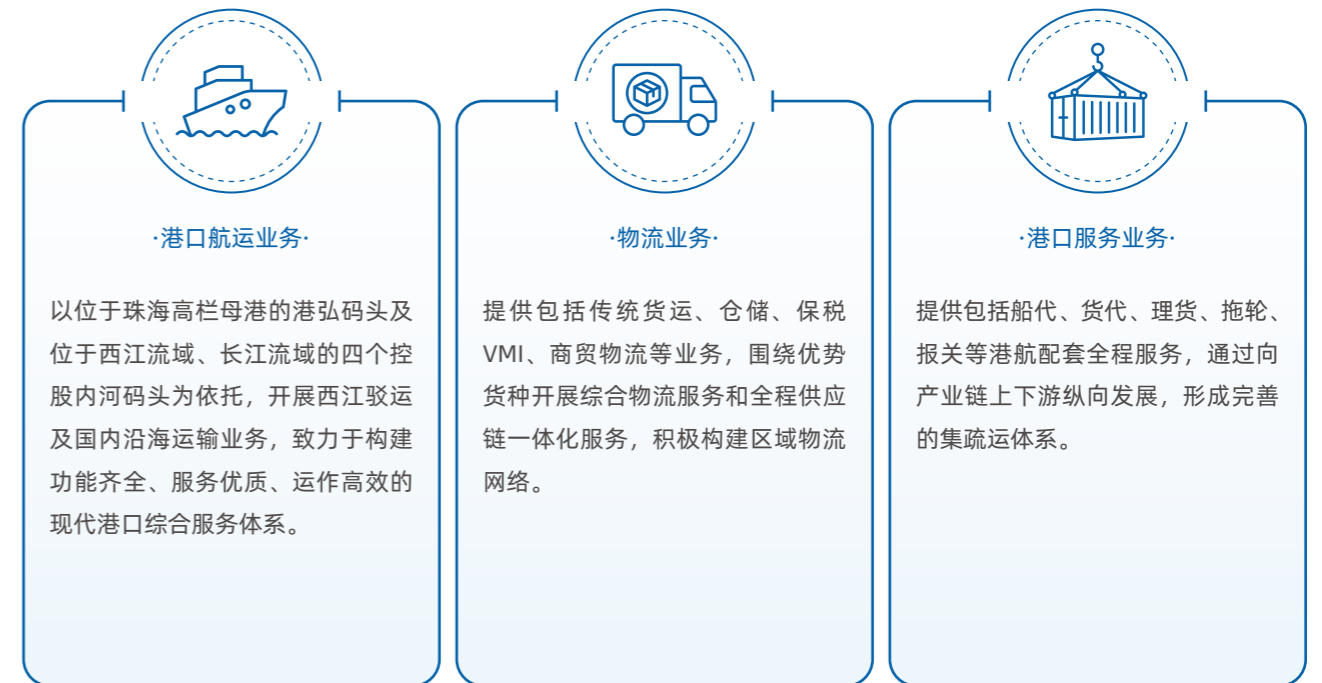 ·港口航运业务·
以位于珠海高栏母港的港弘码头及
位于西江流域、长江流域的四个控
股内河码头为依托，开展西江驳运
及国内沿海运输业务，致力于构建
功能齐全、服务优质、运作高效的
现代港口综合服务体系。
·物流业务·
提供包括传统货运、仓储、保税
VMI、商贸物流等业务，围绕优势
货种开展综合物流服务和全程供应
链一体化服务，积极构建区域物流
网络。
·港口服务业务·
提供包括船代、货代、理货、拖轮、
报关等港航配套全程服务，通过向
产业链上下游纵向发展，形成完善
的集疏运体系。